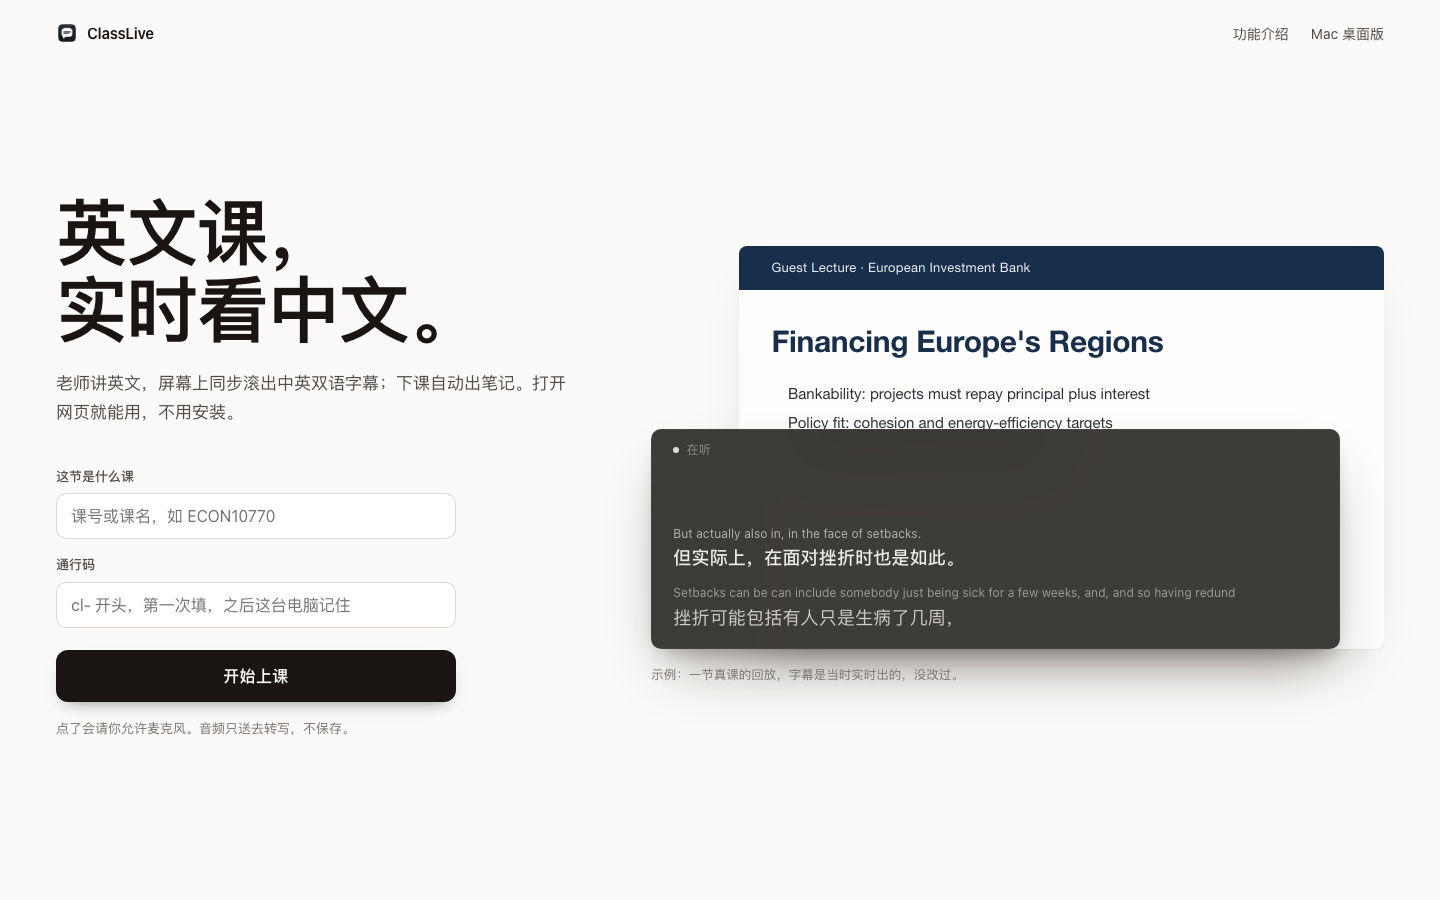 ClassLive
功能介绍
Mac 桌面版
英文课，
实时看中文。
老师讲英文，屏幕上同步滚出中英双语字幕；下课自动出笔记。打开
网页就能用，不用安装。
这节是什么课
课号或课名，如 ECON10770
通行码
cl- 开头，第一次填，之后这台电脑记住
开始上课
点了会请你允许麦克风。音频只送去转写，不保存。
Guest Lecture · European Investment Bank
Financing Europe's Regions
Bankability: projects must repay principal plus interest
Policy fit: cohesion and energy-efficiency targets
在听
But actually also in, in the face of setbacks.
但实际上，在面对挫折时也是如此。
Setbacks can be can include somebody just being sick for a few weeks, and, and so having redund
挫折可能包括有人只是生病了几周，
示例：一节真课的回放，字幕是当时实时出的，没改过。